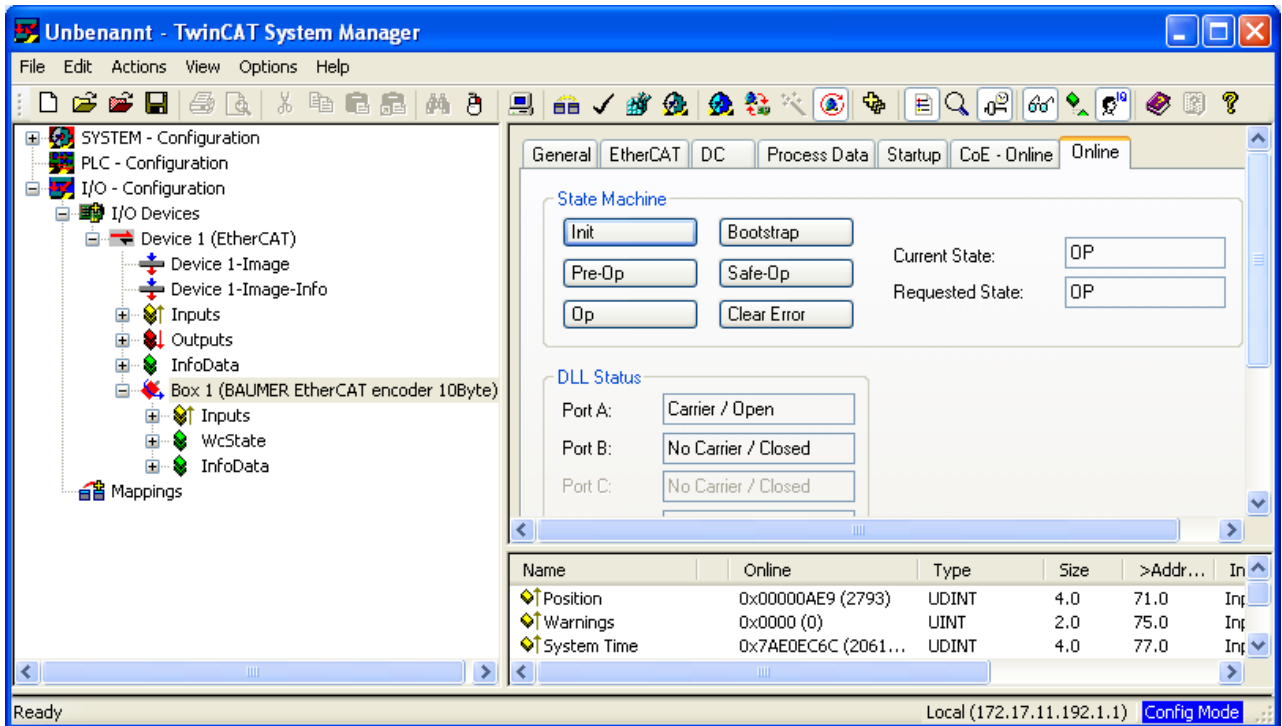 Unbenannt - TwinCAT System Manager
File Edit Actions View Options Help
SYSTEM - Configuration
PLC - Configuration
I/O - Configuration
I/O Devices
Device 1 (EtherCAT)
Device 1-Image
Device 1-Image-Info
Inputs
Outputs
InfoData
Box 1 (BAUMER EtherCAT encoder 10Byte)
Inputs
WcState
InfoData
Mappings
General EtherCAT DC Process Data Startup CoE - Online Online
State Machine
Init Bootstrap
Pre-Op Safe-Op
Op Clear Error
Current State: OP
Requested State: OP
DLL Status
Port A: Carrier / Open
Port B: No Carrier / Closed
Port C: No Carrier / Closed
Name Online Type Size >Addr... In
Position 0x00000AE9 (2793) UDINT 4.0 71.0 Inp
Warnings 0x0000 (0) UINT 2.0 75.0 Inp
System Time 0x7AE0EC6C (2061... UDINT 4.0 77.0 Inp
Ready Local (172.17.11.192.1.1) Config Mode